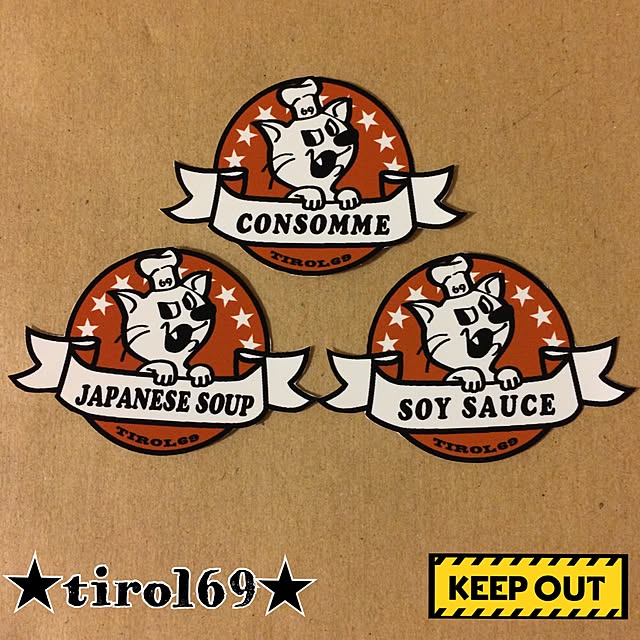 69
CONSOMME
TIROL69
69
JAPANESE SOUP
TIROL69
69
SOY SAUCE
TIROL69
★tirol69★
KEEP OUT